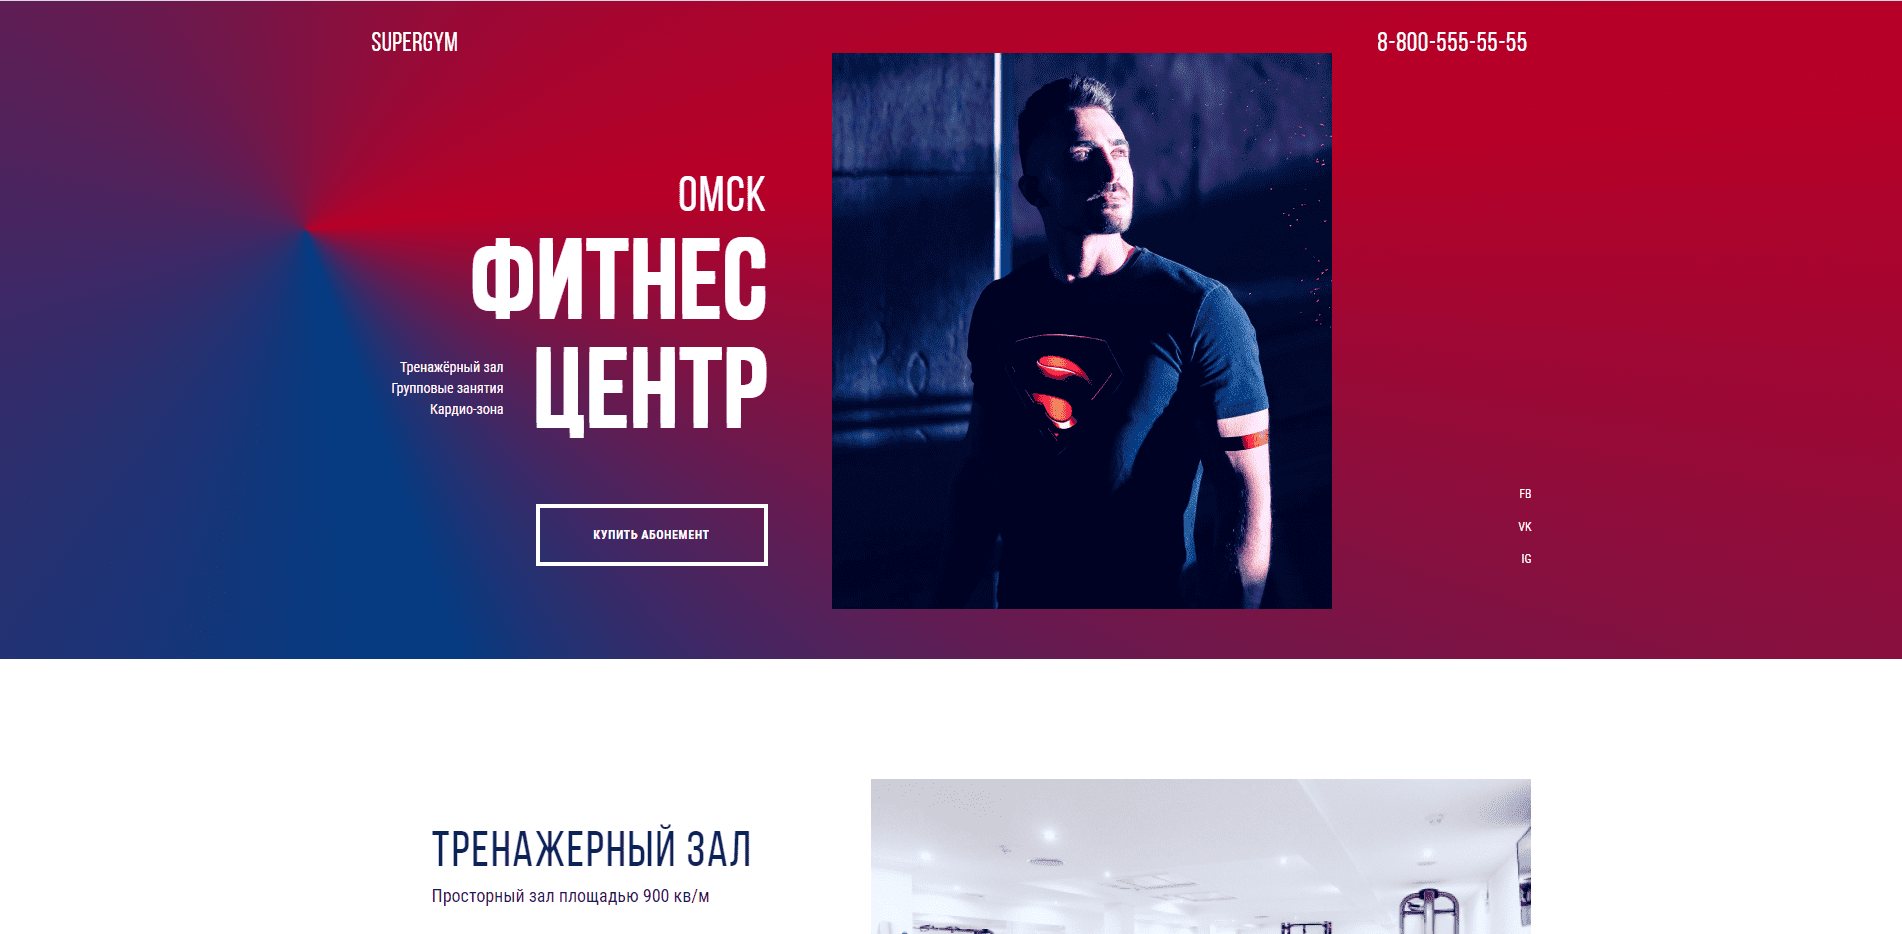 SUPERGYM
8-800-555-55-55
ОМСК
ФИТНЕС
ЦЕНТР
Тренажёрный зал
Групповые занятия
Кардио-зона
КУПИТЬ АБОНЕМЕНТ
FB
VK
IG
ТРЕНАЖЕРНЫЙ ЗАЛ
Просторный зал площадью 900 кв/м